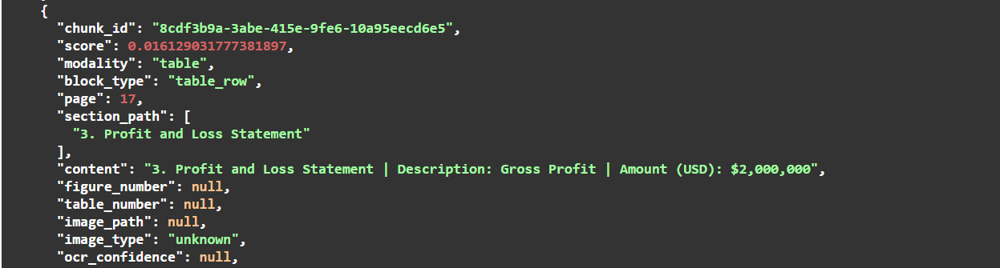 {
"chunk_id": "8cdf3b9a-3abe-415e-9fe6-10a95eecd6e5",
"score": 0.016129031777381897,
"modality": "table",
"block_type": "table_row",
"page": 17,
"section_path": [
"3. Profit and Loss Statement"
],
"content": "3. Profit and Loss Statement | Description: Gross Profit | Amount (USD): $2,000,000",
"figure_number": null,
"table_number": null,
"image_path": null,
"image_type": "unknown",
"ocr_confidence": null,